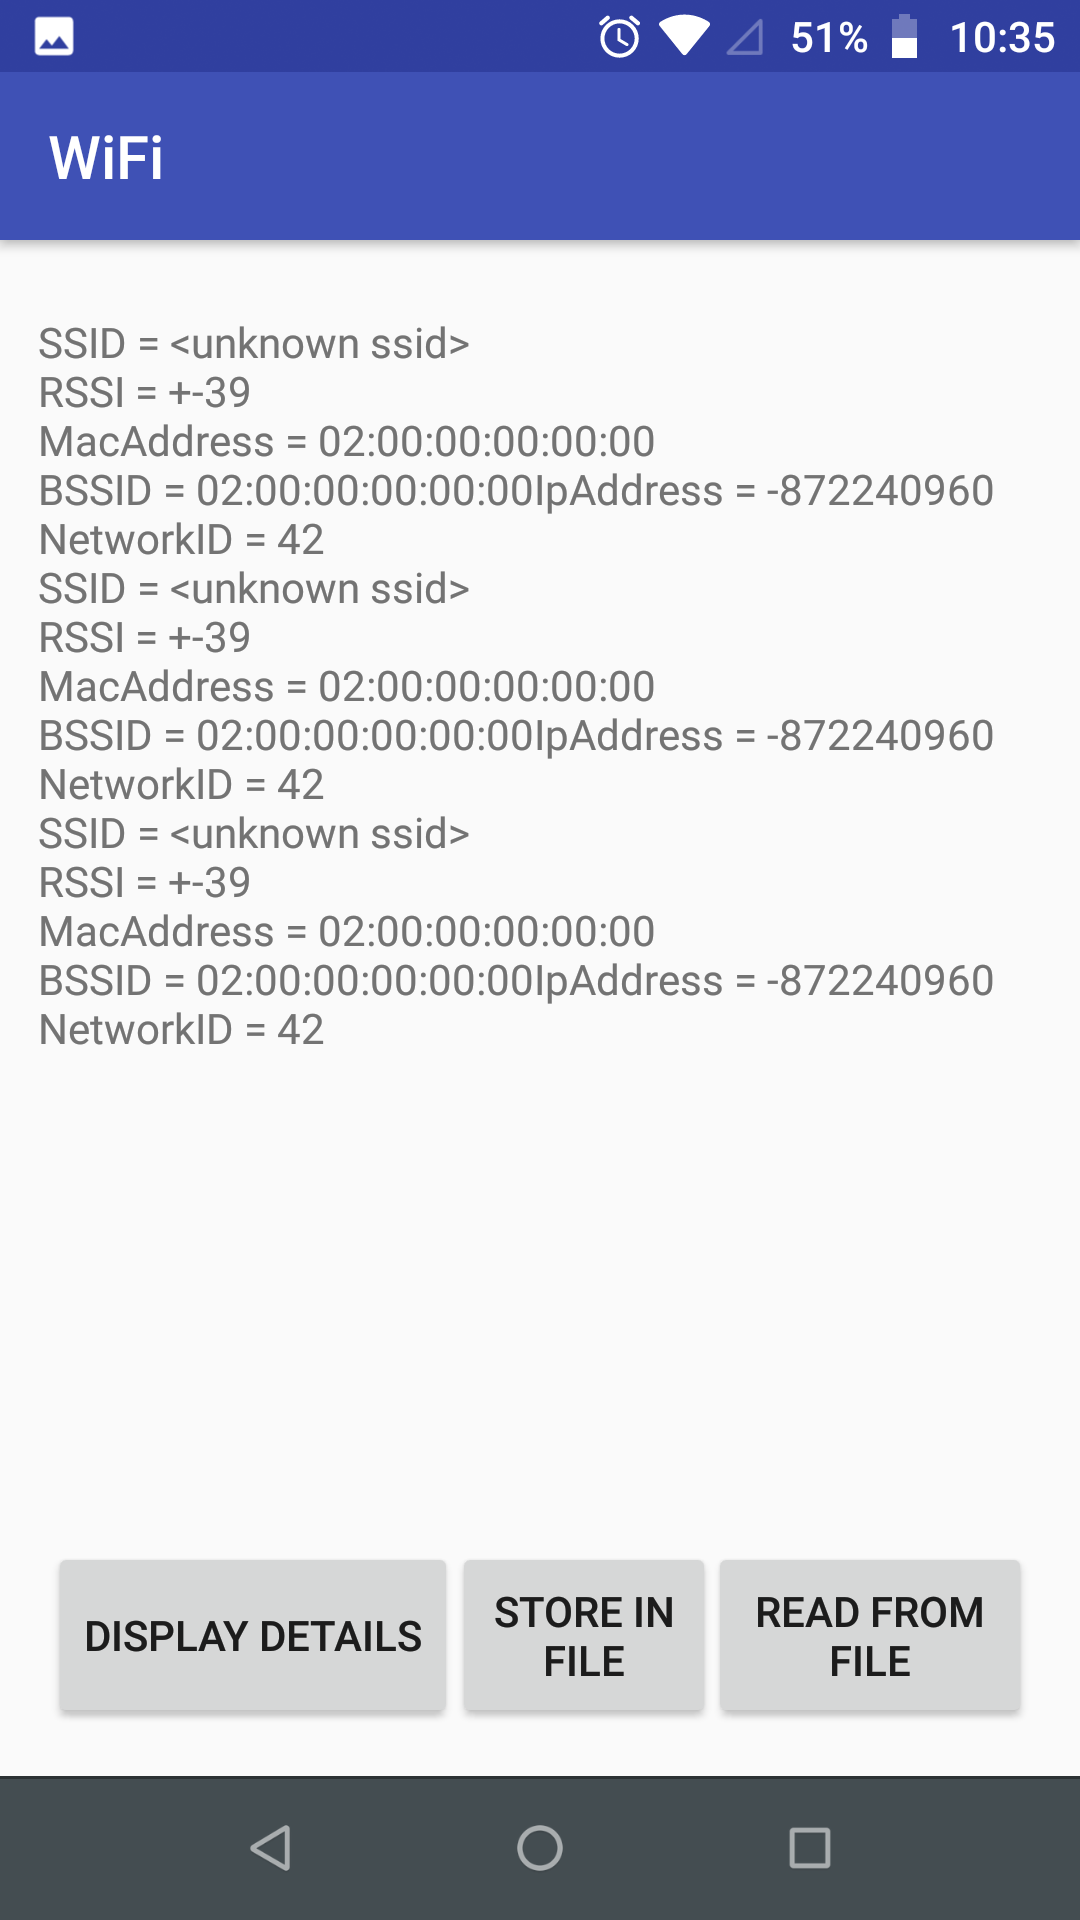 51% 10:35
WiFi
SSID = <unknown ssid>
RSSI = +-39
MacAddress = 02:00:00:00:00:00
BSSID = 02:00:00:00:00:00IpAddress = -872240960
NetworkID = 42
SSID = <unknown ssid>
RSSI = +-39
MacAddress = 02:00:00:00:00:00
BSSID = 02:00:00:00:00:00IpAddress = -872240960
NetworkID = 42
SSID = <unknown ssid>
RSSI = +-39
MacAddress = 02:00:00:00:00:00
BSSID = 02:00:00:00:00:00IpAddress = -872240960
NetworkID = 42
DISPLAY DETAILS
STORE IN
FILE
READ FROM
FILE